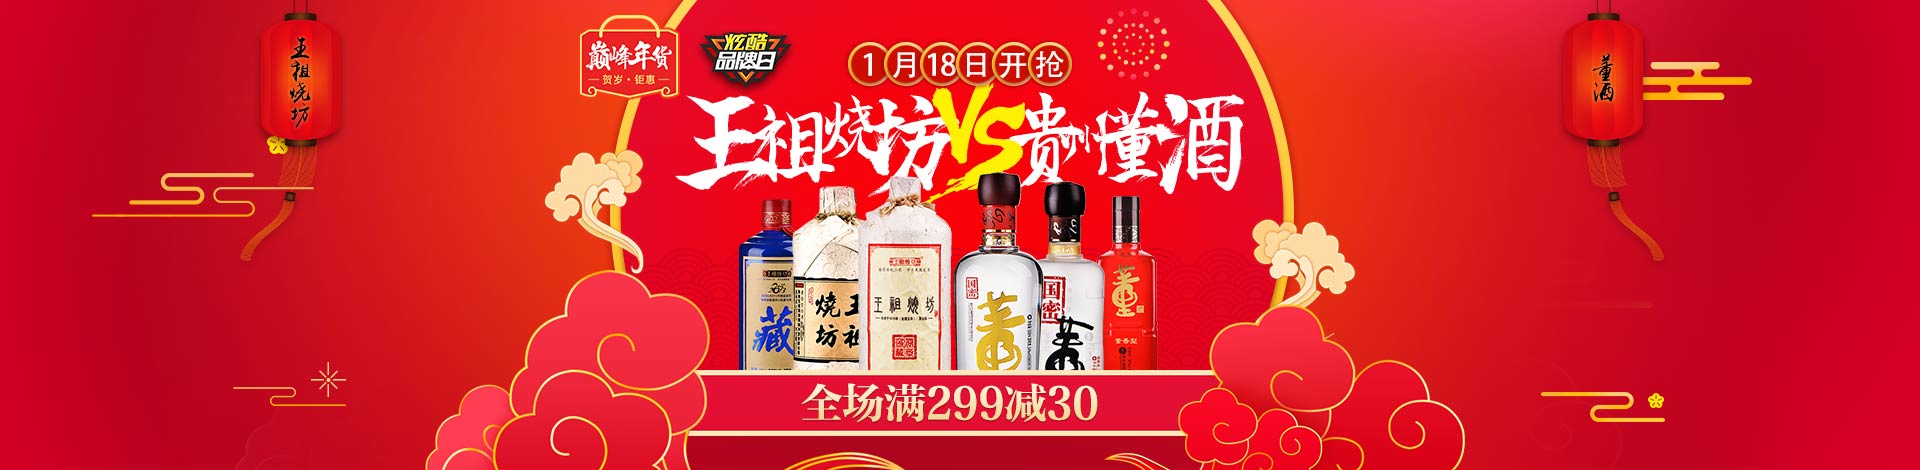 王祖烧坊
巅峰年货
贺岁·钜惠
炫酷
品牌日
1月18日开抢
董酒
王祖烧坊VS贵州懂酒
藏
王祖
燒坊
王祖燒坊
国密
董
国密
董
董
全场满299减30